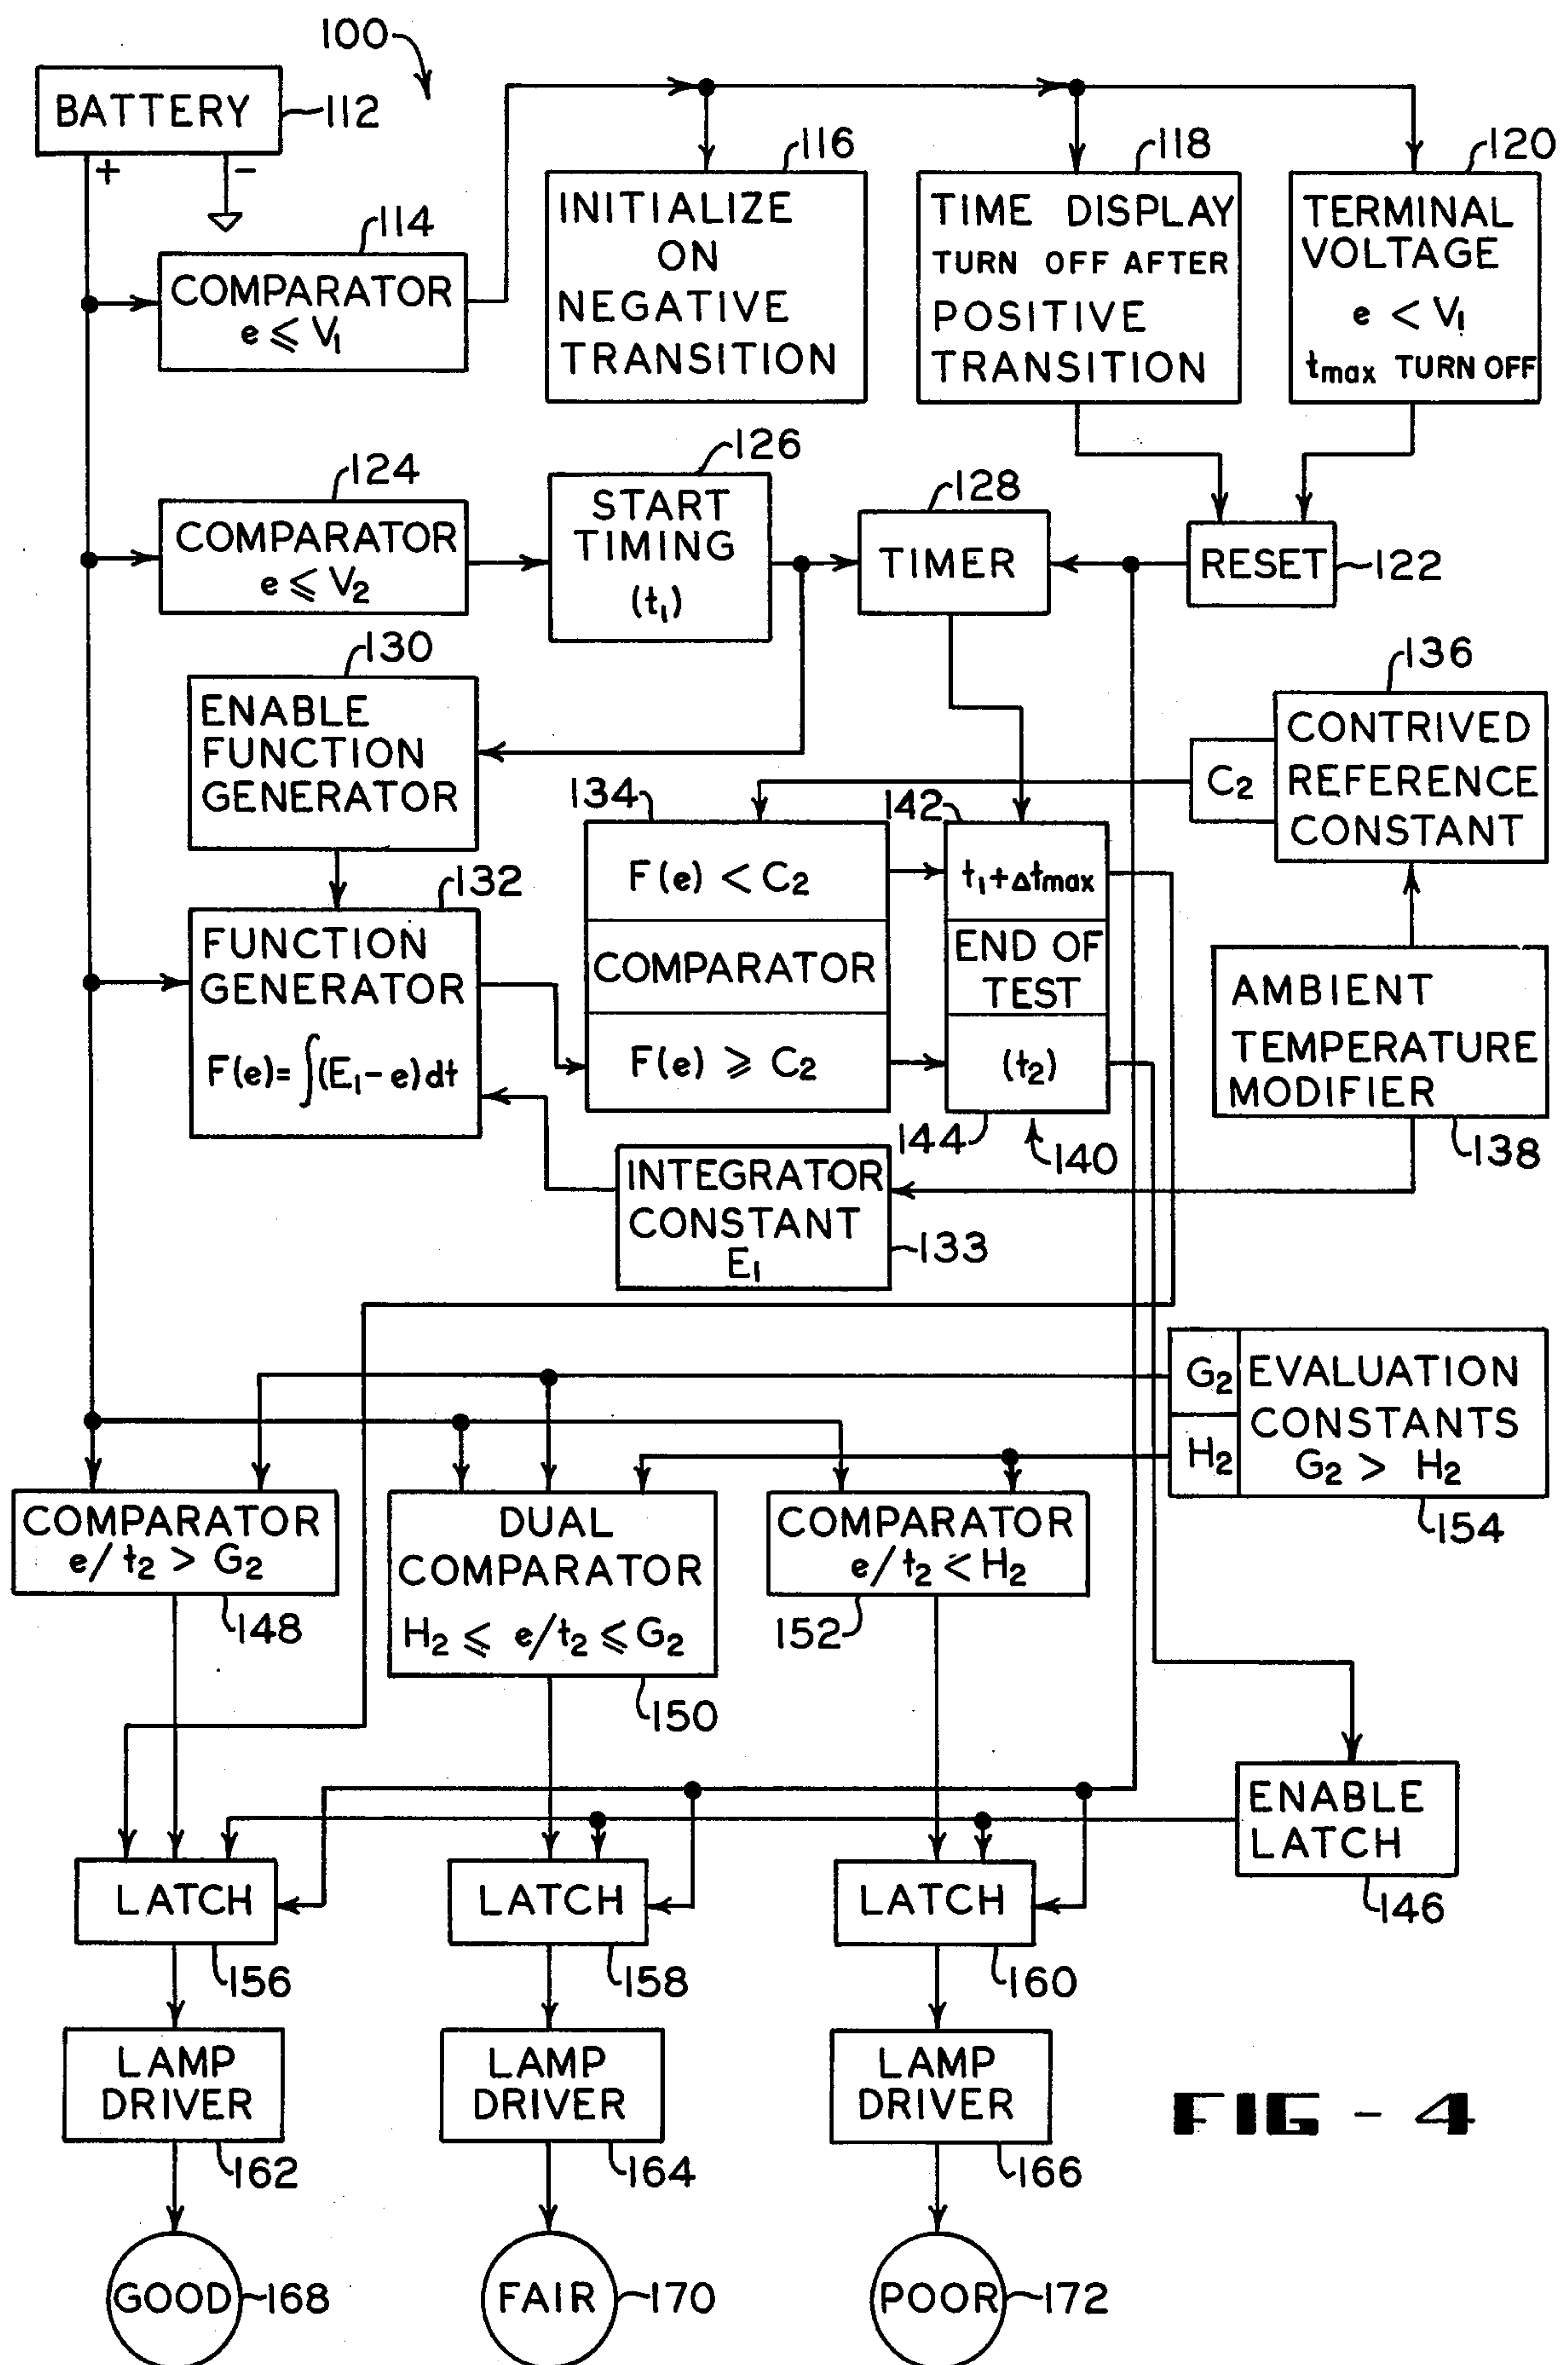 100
BATTERY
112
+
-
114
COMPARATOR
e ⩽ V₁
116
INITIALIZE
ON
NEGATIVE
TRANSITION
118
TIME DISPLAY
TURN OFF AFTER
POSITIVE
TRANSITION
120
TERMINAL
VOLTAGE
e < V₁
tmax TURN OFF
124
COMPARATOR
e ⩽ V₂
126
START
TIMING
(t₁)
128
TIMER
RESET
122
130
ENABLE
FUNCTION
GENERATOR
136
CONTRIVED
REFERENCE
CONSTANT
C₂
132
FUNCTION
GENERATOR
F(e)=∫(E₁-e)dt
134
F(e) < C₂
COMPARATOR
F(e) ⩾ C₂
142
t₁+Δtmax
END OF
TEST
(t₂)
144
140
AMBIENT
TEMPERATURE
MODIFIER
138
INTEGRATOR
CONSTANT
E₁
133
G₂
H₂
EVALUATION
CONSTANTS
G₂ > H₂
154
COMPARATOR
e/t₂ > G₂
148
DUAL
COMPARATOR
H₂ ⩽ e/t₂ ⩽ G₂
150
COMPARATOR
e/t₂ < H₂
152
ENABLE
LATCH
146
LATCH
156
LATCH
158
LATCH
160
LAMP
DRIVER
162
LAMP
DRIVER
164
LAMP
DRIVER
166
FIG - 4
GOOD
168
FAIR
170
POOR
172